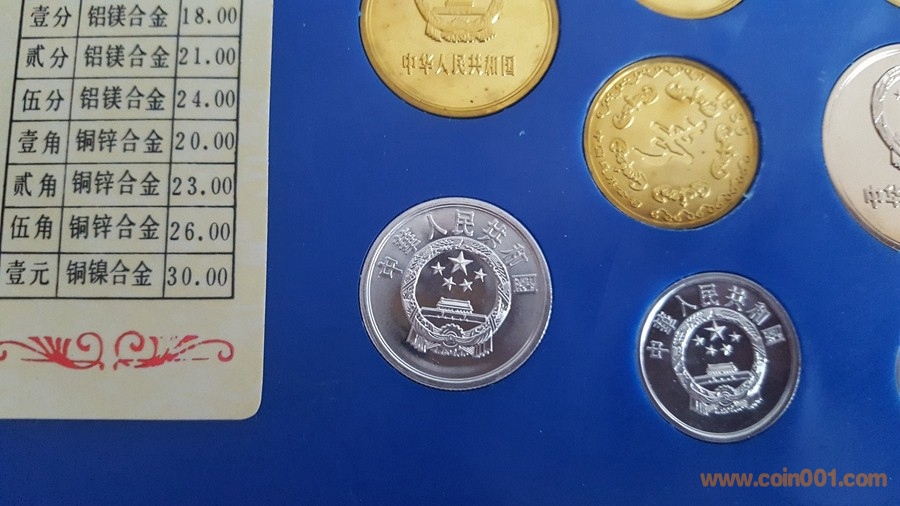 壹分 铝镁合金 18.00
贰分 铝镁合金 21.00
伍分 铝镁合金 24.00
壹角 铜锌合金 20.00
贰角 铜锌合金 23.00
伍角 铜锌合金 26.00
壹元 铜镍合金 30.00
中华人民共和国
1985
中華人民共和国
中華人民共和国
www.coin001.com